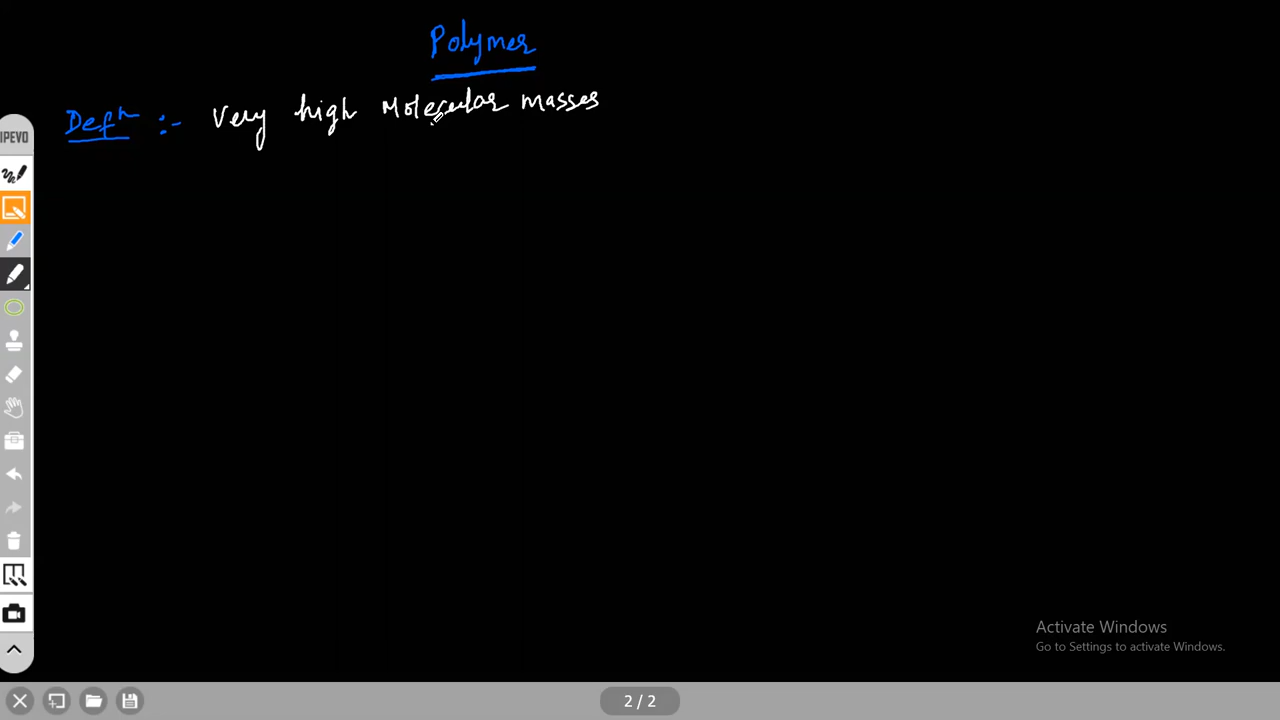 Polymer
Defn :- Very high Molecular masses
IPEVO
Activate Windows
Go to Settings to activate Windows.
2 / 2